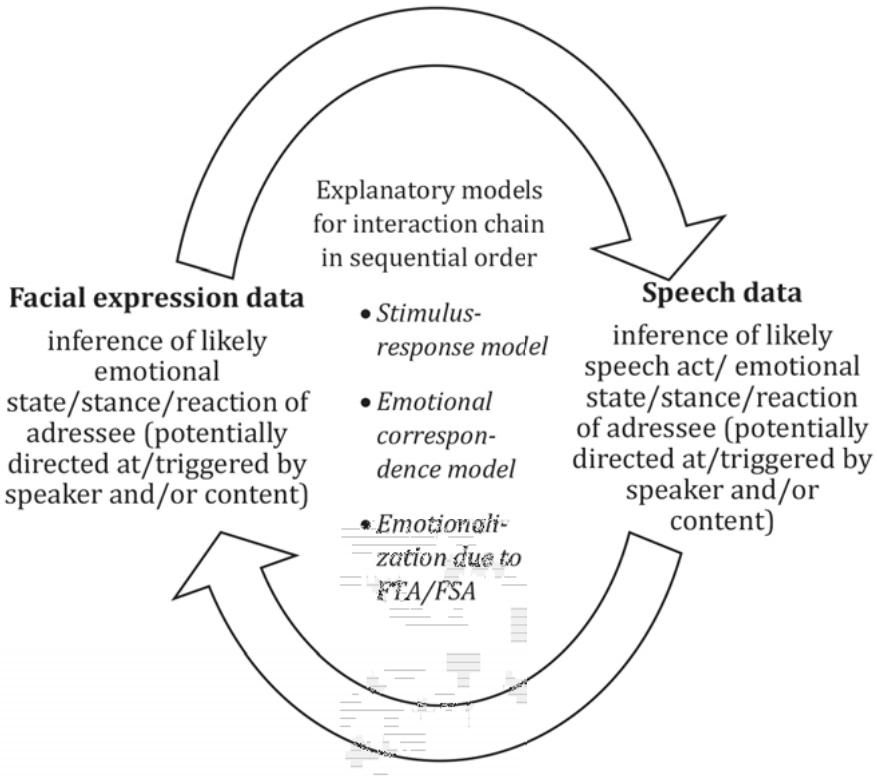 Explanatory models
for interaction chain
in sequential order
Facial expression data
inference of likely
emotional
state/stance/reaction of
adressee (potentially
directed at/triggered by
speaker and/or content)
• Stimulus-
response model
• Emotional
correspon-
dence model
• Emotionali-
zation due to
FTA/FSA
Speech data
inference of likely
speech act/ emotional
state/stance/reaction
of adressee (potentially
directed at/triggered by
speaker and/or
content)